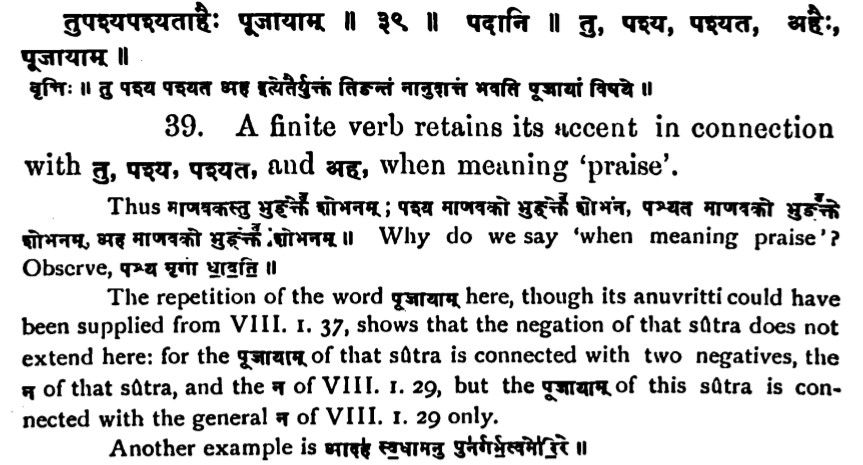 तुपश्यपश्यताहैः पूजायाम् ॥ ३९ ॥ पदानि ॥ तु, पश्य, पश्यत, अहैः,
पूजायाम् ॥
वृत्तिः ॥ तु पश्य पश्यत अह इत्येतैर्युक्तं तिङन्तं नानुदात्तं भवति पूजायां विषये ॥
39. A finite verb retains its accent in connection
with तु, पश्य, पश्यत, and अह, when meaning ‘praise’.
Thus माणवकस्तु भुङ्क्ते॑ शोभनम्; पश्य माणवको भुङ्क्ते॑ शोभनं, पश्यत माणवको भुङ्क्ते॑
शोभनम्, अह माणवको भुङ्क्ते॑ शोभनम् ॥ Why do we say ‘when meaning praise’?
Observe, पश्य मृगो धा॒व॒ति॒ ॥
The repetition of the word पूजायाम् here, though its anuvritti could have
been supplied from VIII. 1. 37, shows that the negation of that sûtra does not
extend here: for the पूजायाम् of that sûtra is connected with two negatives, the
न of that sûtra, and the न of VIII. 1. 29, but the पूजायाम् of this sûtra is con-
nected with the general न of VIII. 1. 29 only.
Another example is आदह॑ स्व॒धामनु पुन॑र्गर्भ॒त्वमे॑रि॒रे ॥